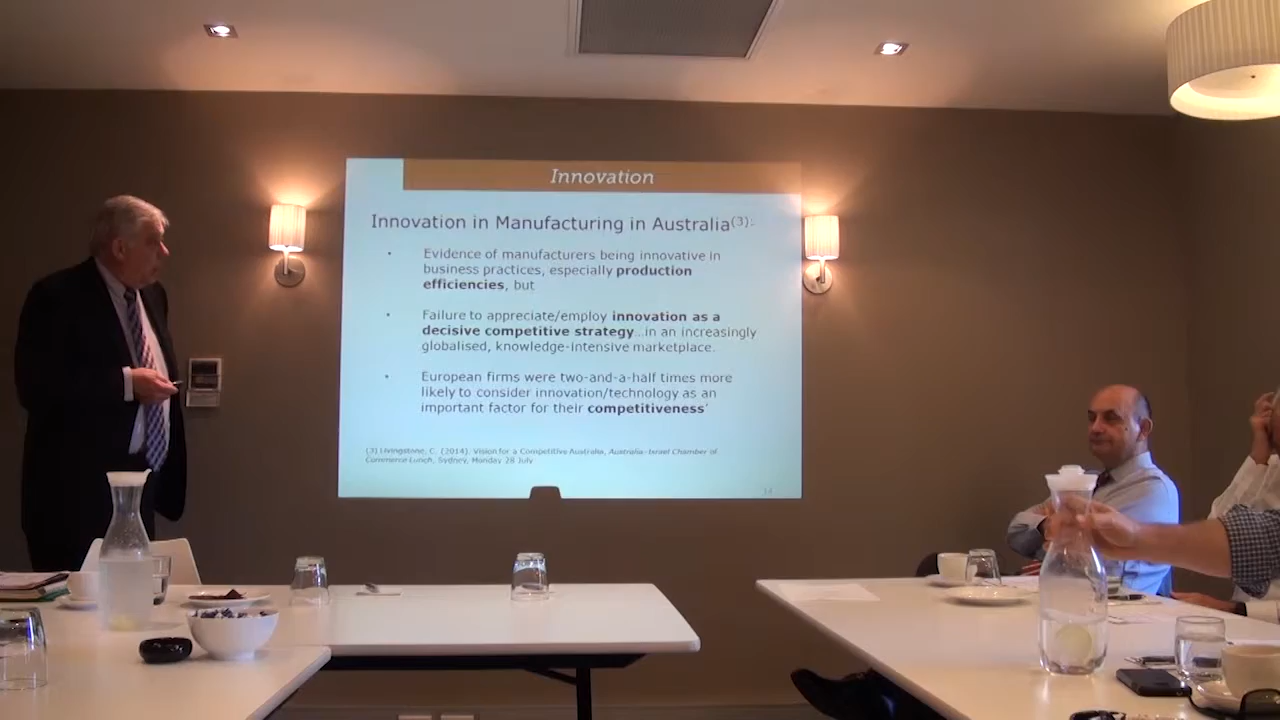 Innovation
Innovation in Manufacturing in Australia(3):
• Evidence of manufacturers being innovative in
business practices, especially production
efficiencies, but
• Failure to appreciate/employ innovation as a
decisive competitive strategy…in an increasingly
globalised, knowledge-intensive marketplace.
• European firms were two-and-a-half times more
likely to consider innovation/technology as an
important factor for their competitiveness'
(3) Livingstone, C. (2014). Vision for a Competitive Australia, Australia-Israel Chamber of
Commerce Lunch, Sydney, Monday 28 July